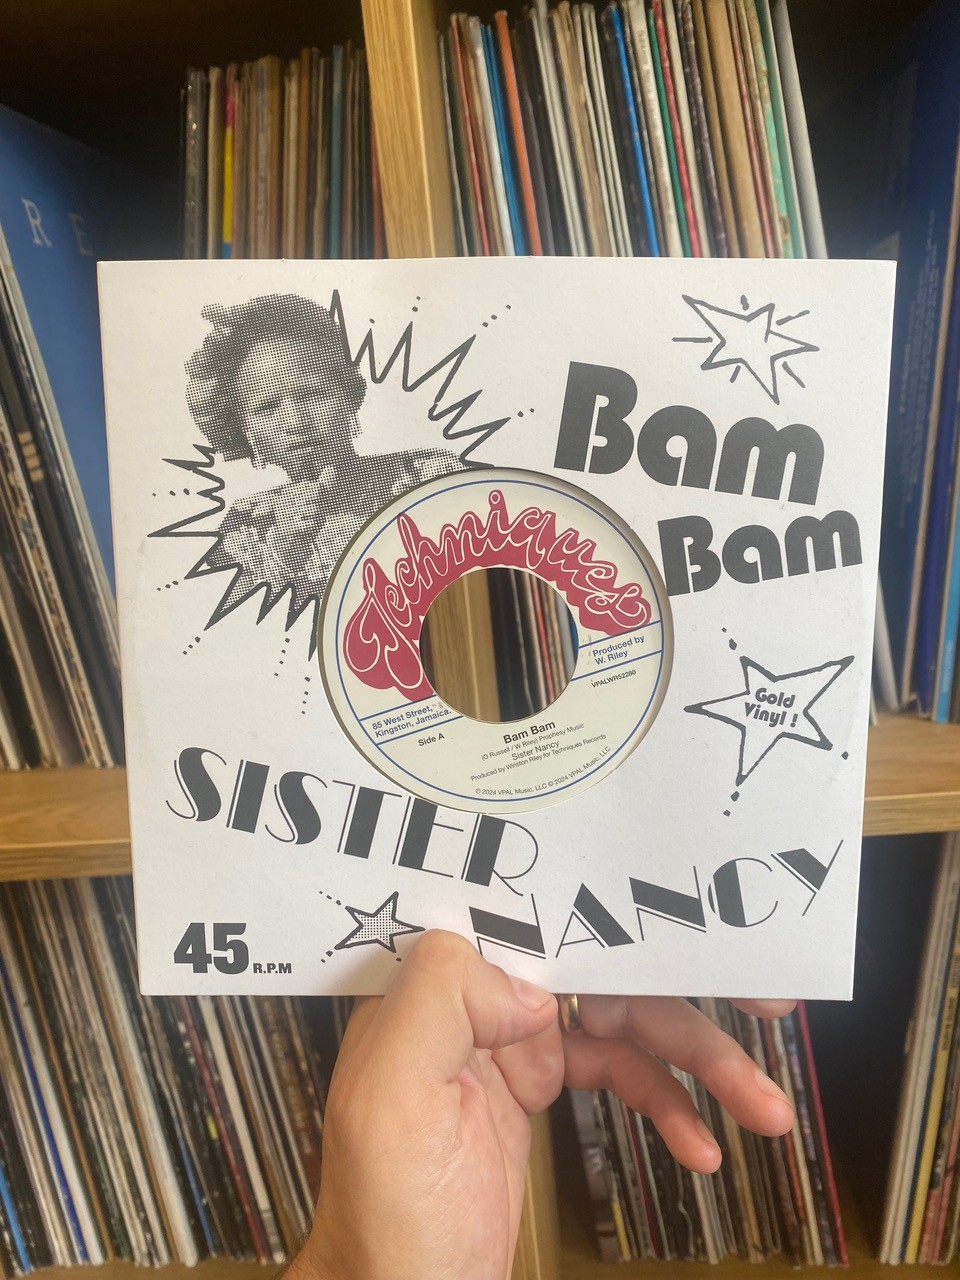 R E
Bam
Bam
Techniques
Produced by
W. Riley
VPALWRS2280
85 West Street,
Kingston, Jamaica.
Side A
Bam Bam
(O Russell / W Riley) Prophesy Music
Sister Nancy
Produced by Winston Riley for Techniques Records
℗ 2024 VPAL Music, LLC © 2024 VPAL Music, LLC
Gold
Vinyl !
SISTER
NANCY
45 R.P.M